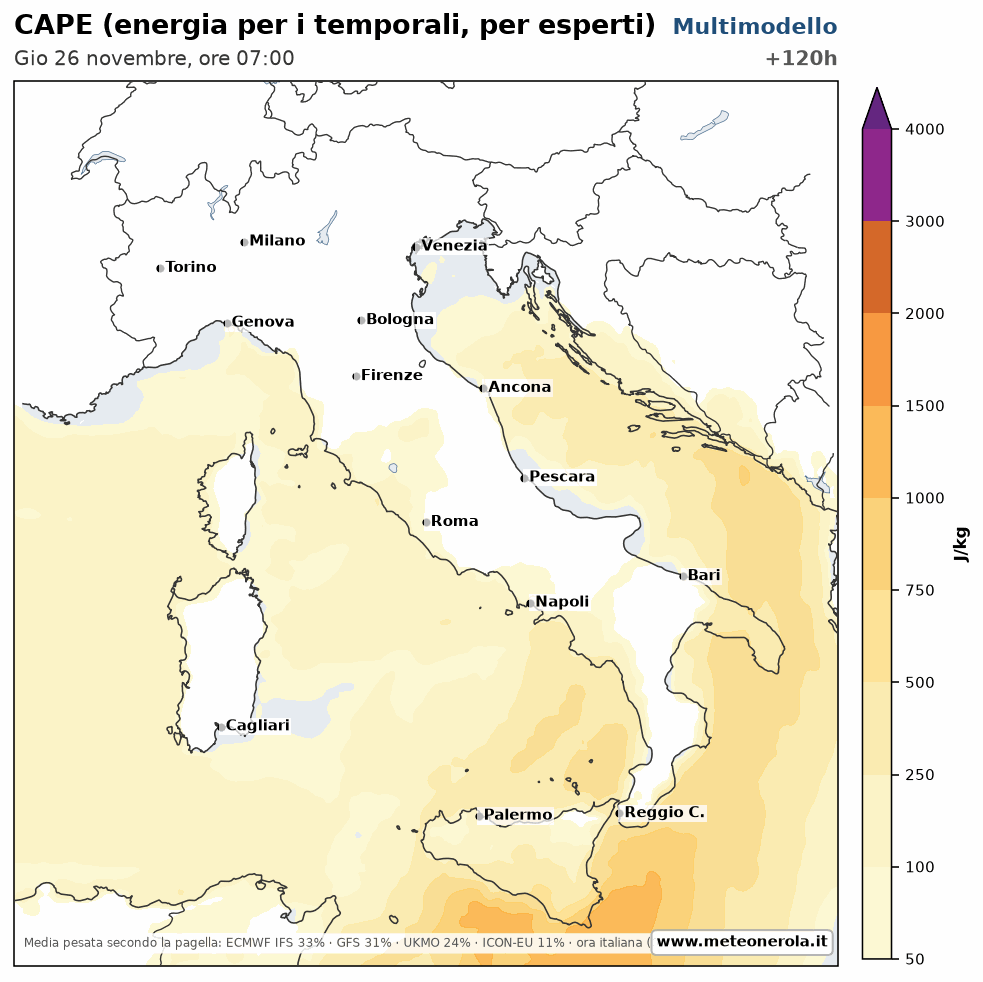 CAPE (energia per i temporali, per esperti) Multimodello
Gio 26 novembre, ore 07:00 +120h
4000
3000
2000
1500
1000
750
500
250
100
50
J/kg
Milano
Venezia
Torino
Genova
Bologna
Firenze
Ancona
Pescara
Roma
Bari
Napoli
Cagliari
Palermo
Reggio C.
Media pesata secondo la pagella: ECMWF IFS 33% · GFS 31% · UKMO 24% · ICON-EU 11% · ora italiana (
www.meteonerola.it